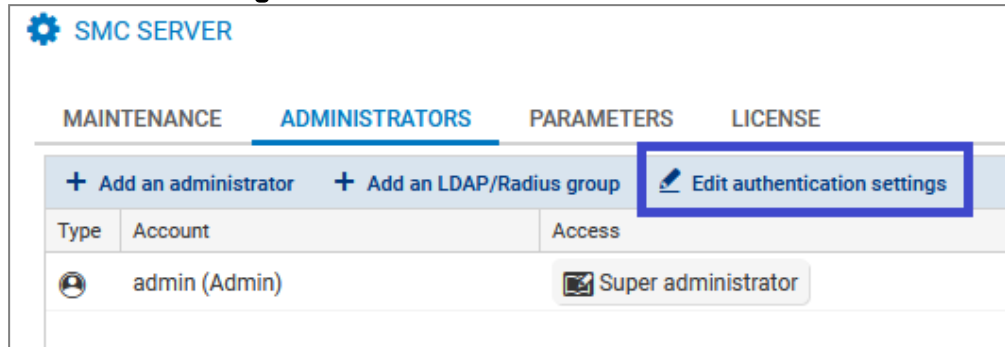 SMC SERVER
MAINTENANCE ADMINISTRATORS PARAMETERS LICENSE
+ Add an administrator + Add an LDAP/Radius group Edit authentication settings
Type Account Access
admin (Admin) Super administrator